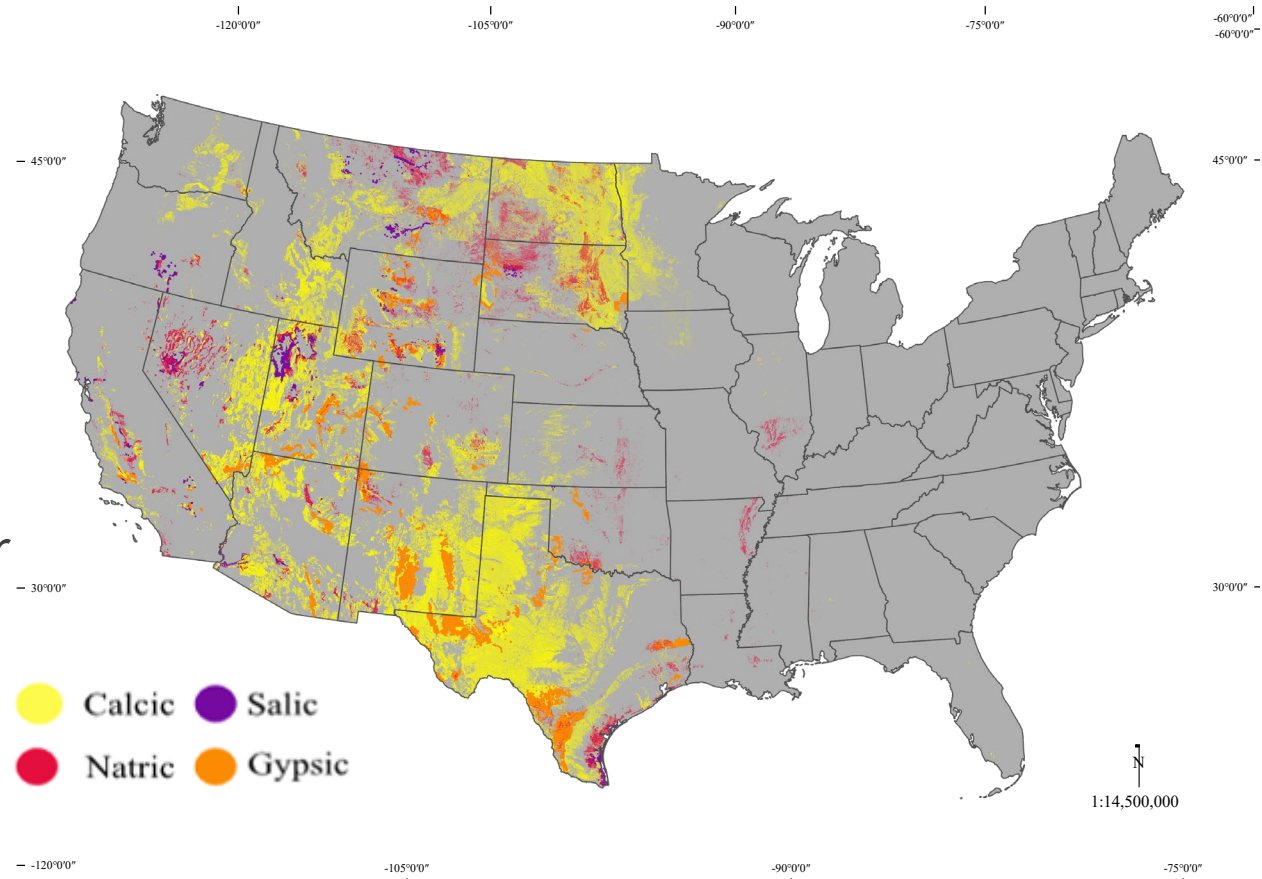 -120°0'0" -105°0'0" -90°0'0" -75°0'0" -60°0'0"
-60°0'0"
45°0'0" 45°0'0"
30°0'0" 30°0'0"
Calcic Salic
Natric Gypsic
N
1:14,500,000
-120°0'0" -105°0'0" -90°0'0" -75°0'0"